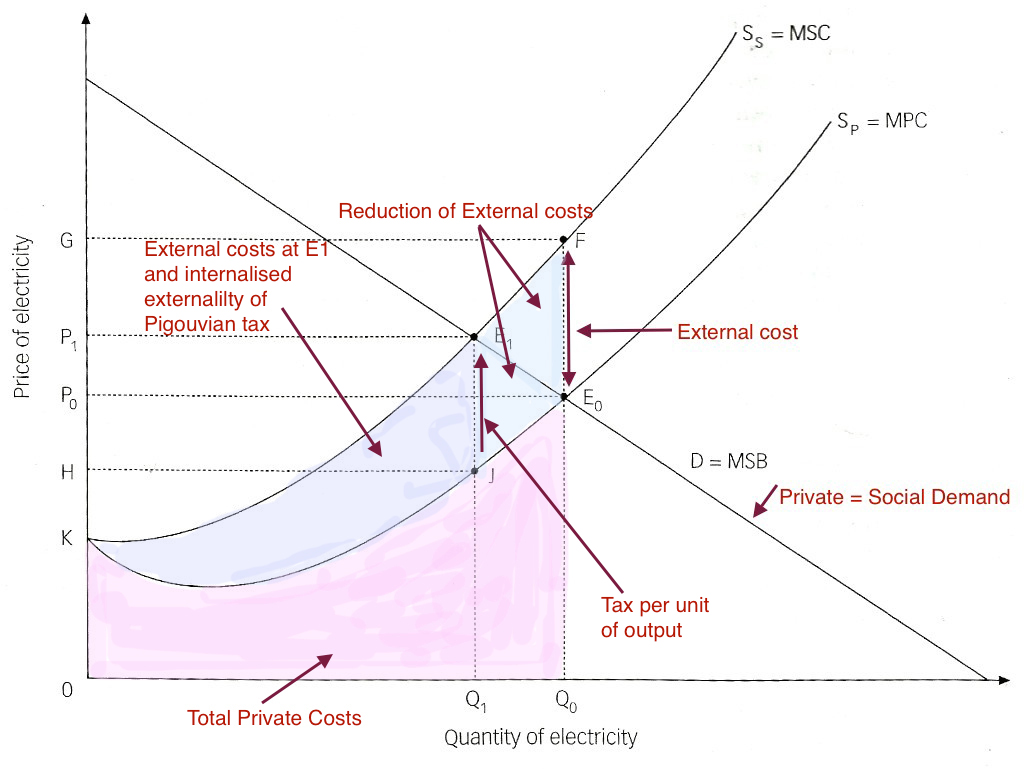 S_S = MSC
S_P = MPC
Reduction of External costs
G
F
External costs at E1
and internalised
externalilty of
Pigouvian tax
Price of electricity
P_1
E_1
External cost
P_0
E_0
H
J
D = MSB
Private = Social Demand
K
Tax per unit
of output
0
Q_1
Q_0
Total Private Costs
Quantity of electricity